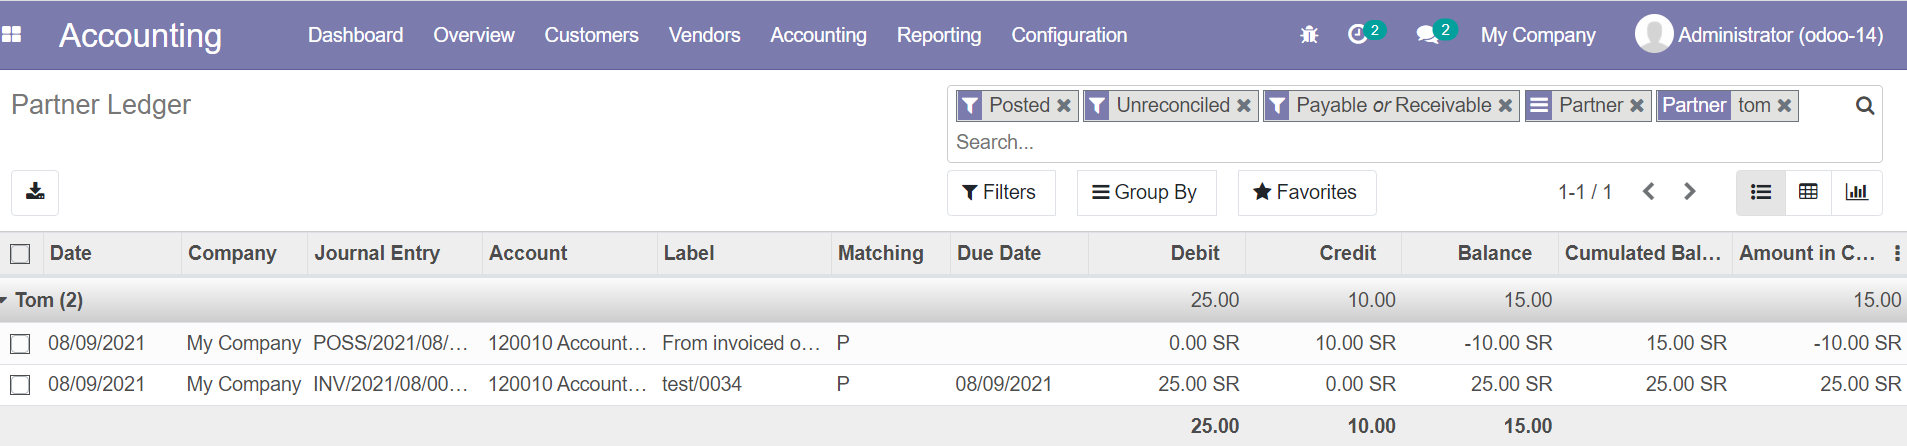 Accounting Dashboard Overview Customers Vendors Accounting Reporting Configuration 2 2 My Company Administrator (odoo-14)
Partner Ledger
Posted Unreconciled Payable or Receivable Partner Partner tom
Search...
Filters Group By Favorites 1-1 / 1
Date Company Journal Entry Account Label Matching Due Date Debit Credit Balance Cumulated Bal... Amount in C...
Tom (2) 25.00 10.00 15.00 15.00
08/09/2021 My Company POSS/2021/08/... 120010 Account... From invoiced o... P 0.00 SR 10.00 SR -10.00 SR 15.00 SR -10.00 SR
08/09/2021 My Company INV/2021/08/00... 120010 Account... test/0034 P 08/09/2021 25.00 SR 0.00 SR 25.00 SR 25.00 SR 25.00 SR
25.00 10.00 15.00